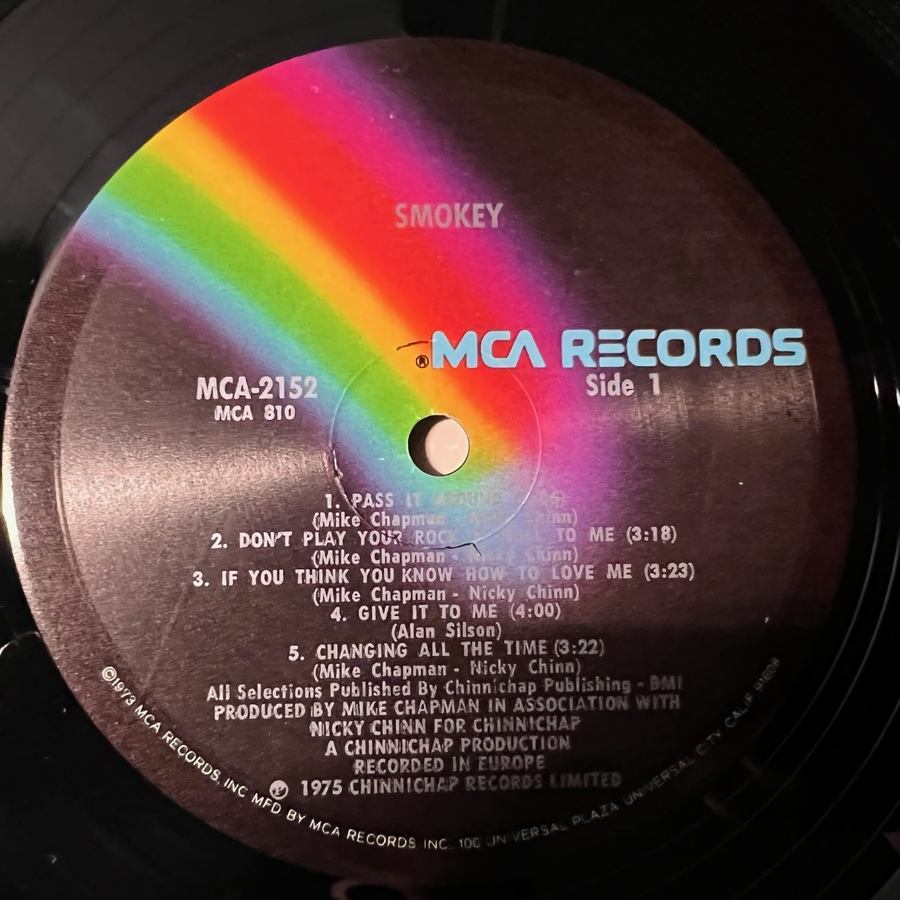 SMOKEY
® MCA RECORDS
MCA-2152
Side 1
MCA 810
1. PASS IT AROUND
(Mike Chapman - Nicky Chinn)
2. DON'T PLAY YOUR ROCK TO ME (3:18)
(Mike Chapman - Nicky Chinn)
3. IF YOU THINK YOU KNOW HOW TO LOVE ME (3:23)
(Mike Chapman - Nicky Chinn)
4. GIVE IT TO ME (4:00)
(Alan Silson)
5. CHANGING ALL THE TIME (3:22)
(Mike Chapman - Nicky Chinn)
All Selections Published By Chinnichap Publishing - BMI
PRODUCED BY MIKE CHAPMAN IN ASSOCIATION WITH
NICKY CHINN FOR CHINNICHAP
A CHINNICHAP PRODUCTION
RECORDED IN EUROPE
℗ 1975 CHINNICHAP RECORDS LIMITED
©1973 MCA RECORDS, INC MFD BY MCA RECORDS INC. 100 UNIVERSAL PLAZA UNIVERSAL CITY CALIF.